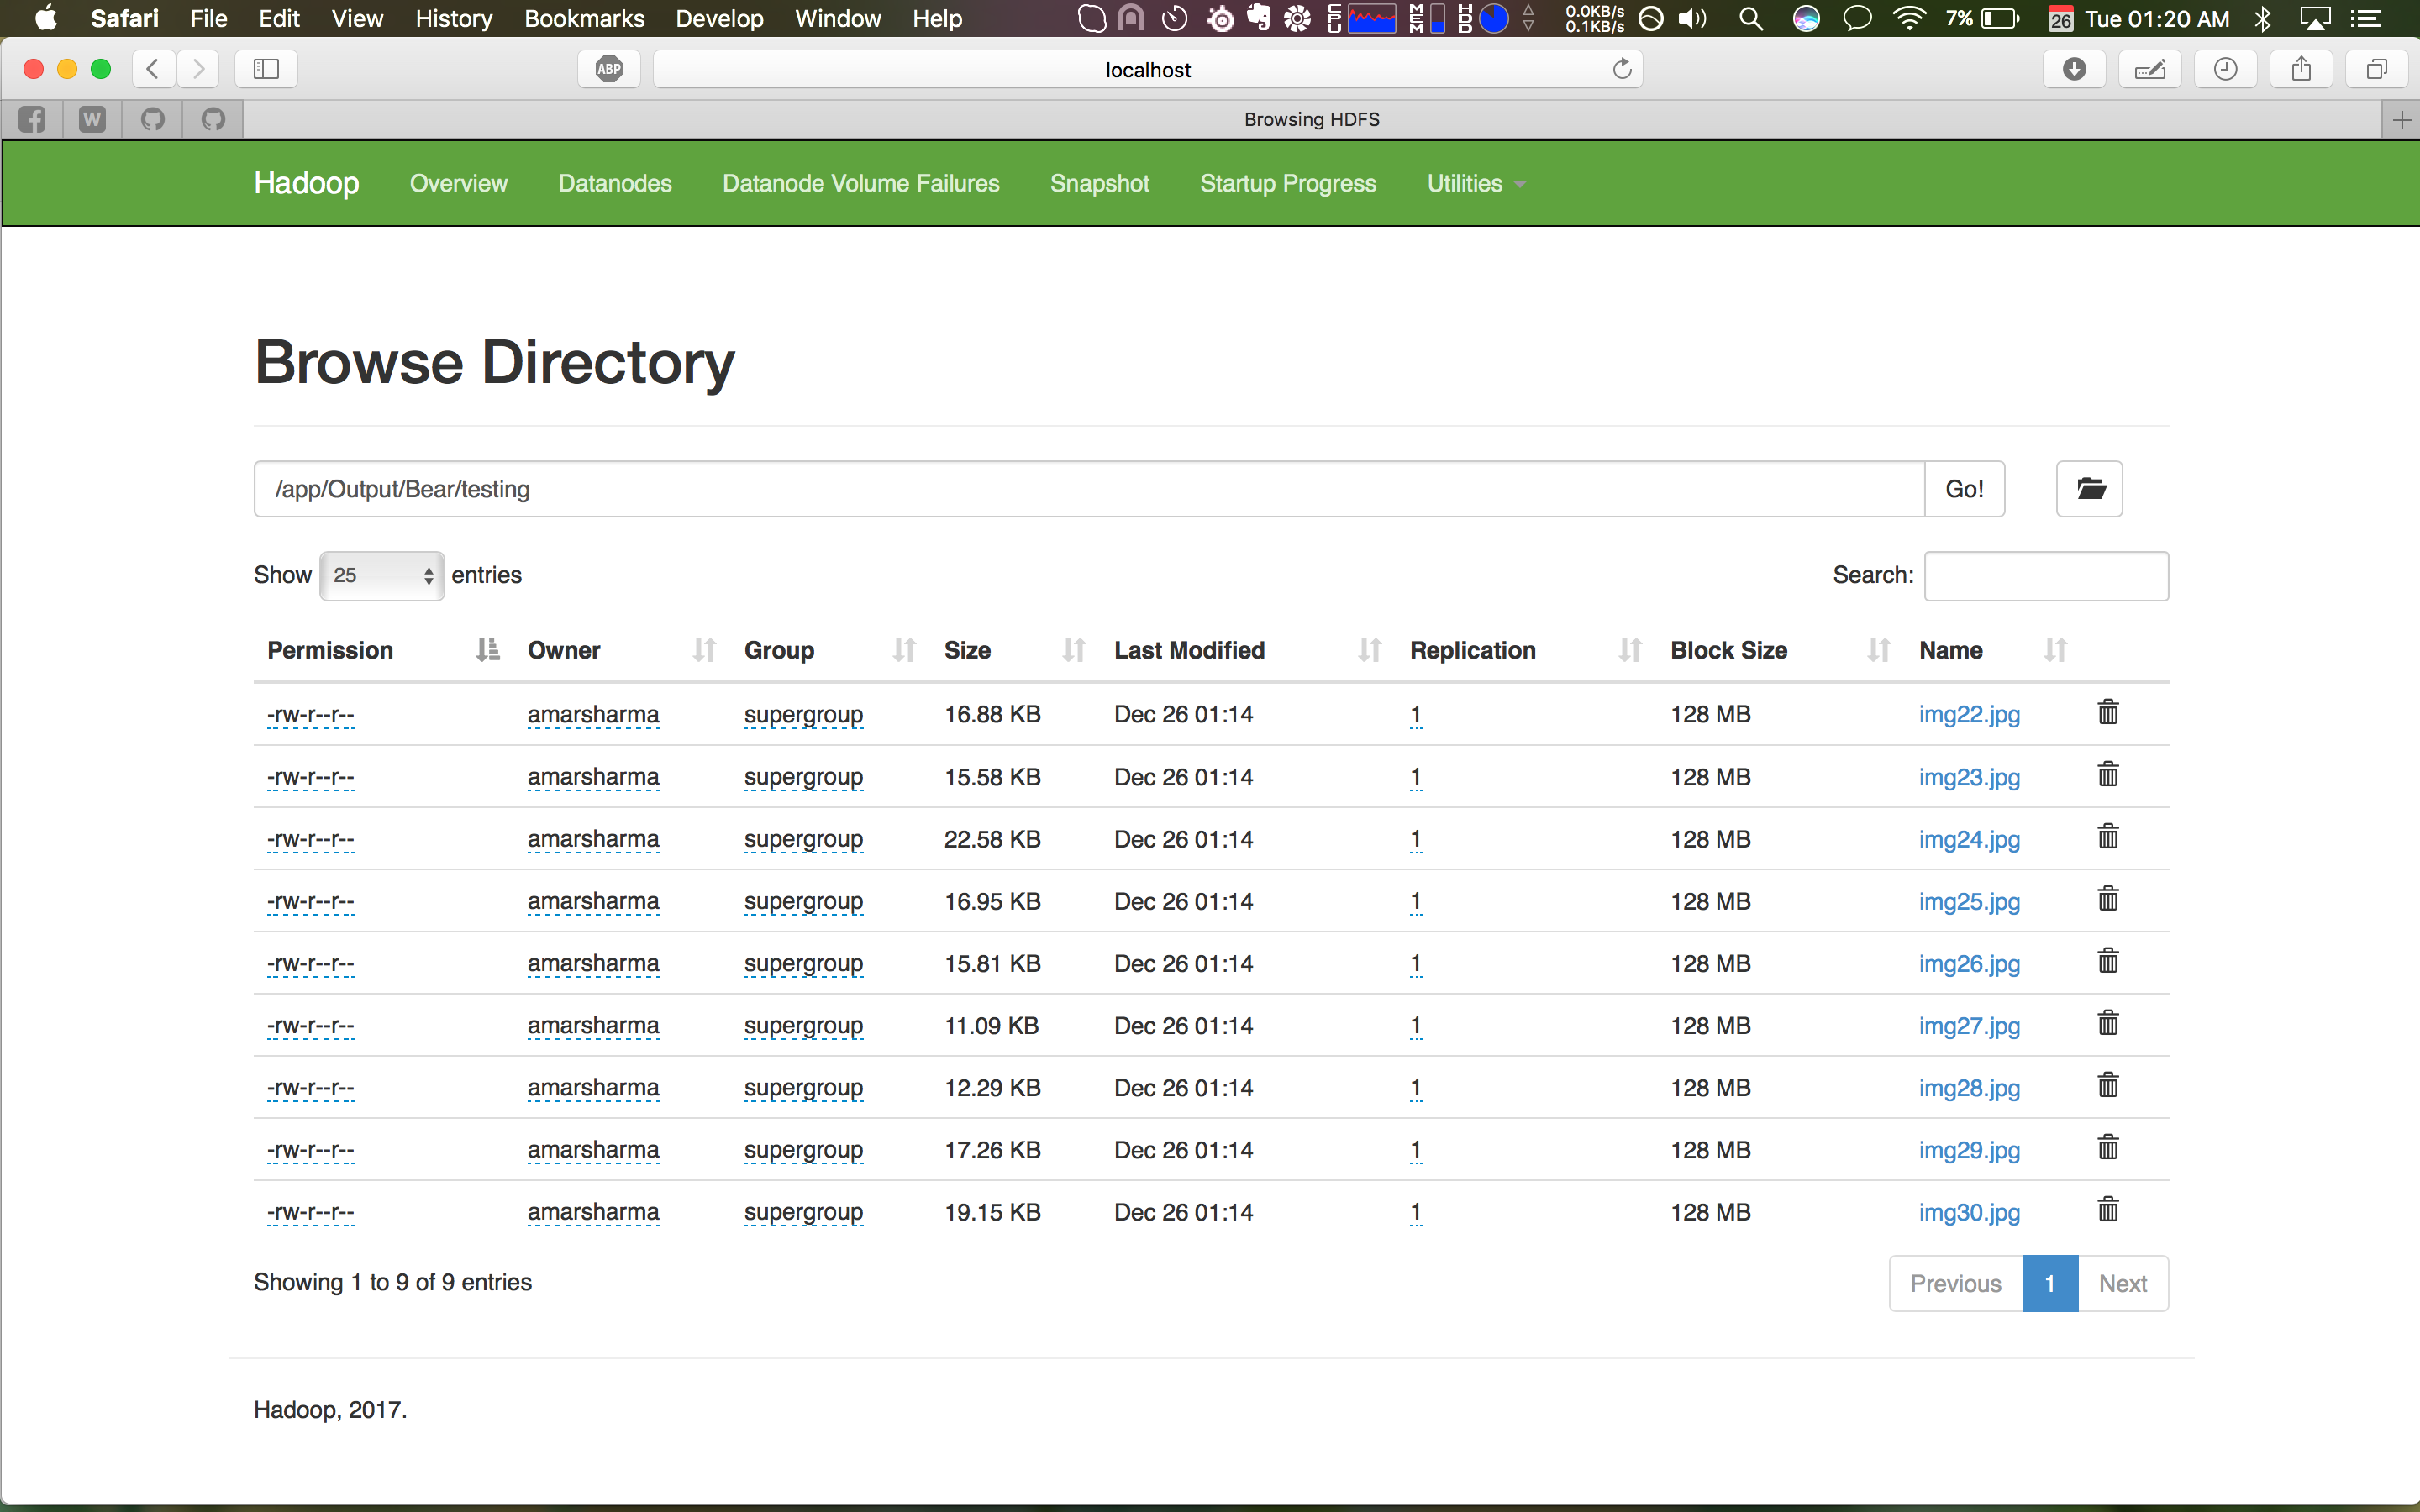 Safari File Edit View History Bookmarks Develop Window Help CPU MEM HDD 0.0KB/s 7% 26 Tue 01:20 AM
0.1KB/s
ABP localhost
W Browsing HDFS
Hadoop Overview Datanodes Datanode Volume Failures Snapshot Startup Progress Utilities
Browse Directory
/app/Output/Bear/testing Go!
Show 25 entries Search:
Permission Owner Group Size Last Modified Replication Block Size Name
-rw-r--r-- amarsharma supergroup 16.88 KB Dec 26 01:14 1 128 MB img22.jpg
-rw-r--r-- amarsharma supergroup 15.58 KB Dec 26 01:14 1 128 MB img23.jpg
-rw-r--r-- amarsharma supergroup 22.58 KB Dec 26 01:14 1 128 MB img24.jpg
-rw-r--r-- amarsharma supergroup 16.95 KB Dec 26 01:14 1 128 MB img25.jpg
-rw-r--r-- amarsharma supergroup 15.81 KB Dec 26 01:14 1 128 MB img26.jpg
-rw-r--r-- amarsharma supergroup 11.09 KB Dec 26 01:14 1 128 MB img27.jpg
-rw-r--r-- amarsharma supergroup 12.29 KB Dec 26 01:14 1 128 MB img28.jpg
-rw-r--r-- amarsharma supergroup 17.26 KB Dec 26 01:14 1 128 MB img29.jpg
-rw-r--r-- amarsharma supergroup 19.15 KB Dec 26 01:14 1 128 MB img30.jpg
Showing 1 to 9 of 9 entries Previous 1 Next
Hadoop, 2017.